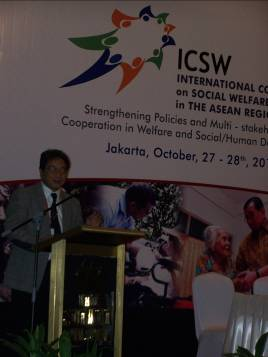 ICSW
INTERNATIONAL CO
on SOCIAL WELFARE
in THE ASEAN REGI
Strengthening Policies and Multi - stakeh
Cooperation in Welfare and Social/Human D
Jakarta, October, 27 - 28th, 20